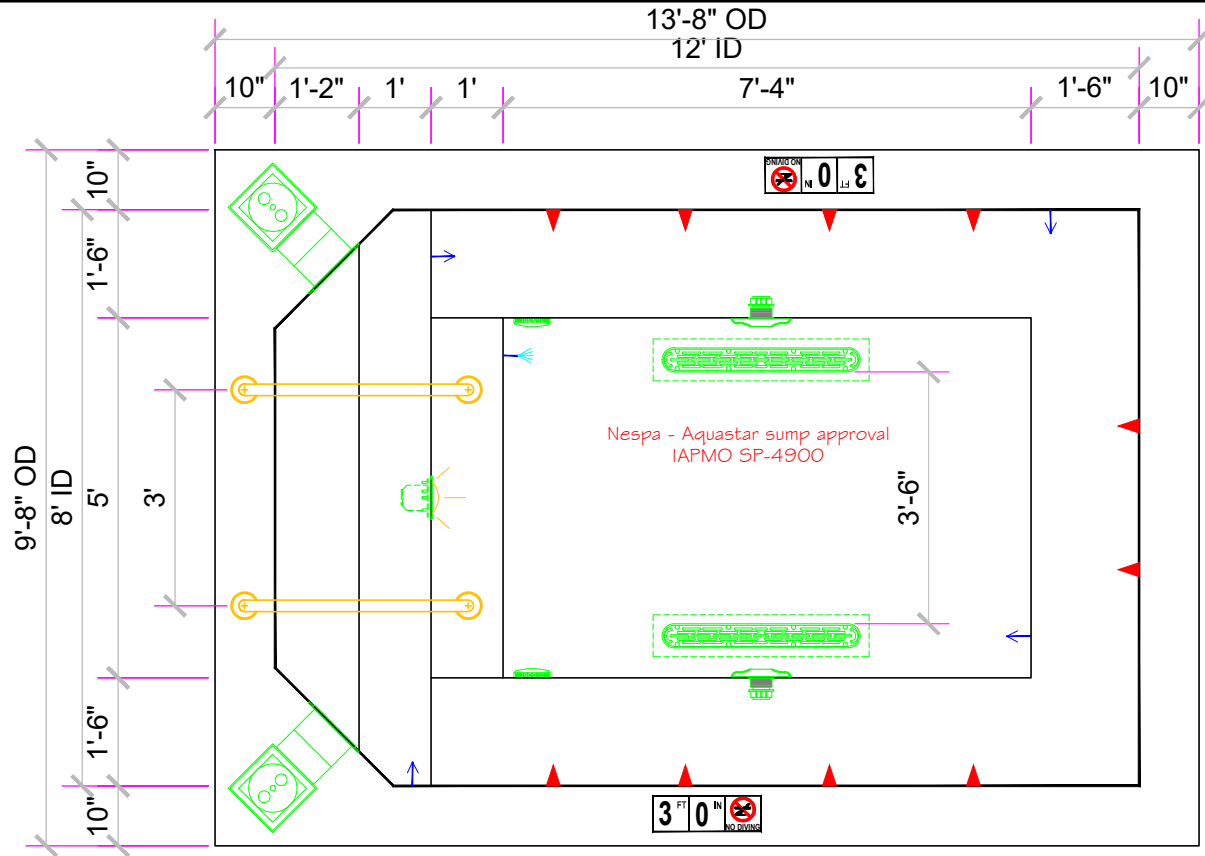 13'-8" OD
12' ID
10" 1'-2" 1' 1' 7'-4" 1'-6" 10"
NO DIVING 0 IN 3 FT
10"
1'-6"
9'-8" OD
8' ID
5'
3'
Nespa - Aquastar sump approval
IAPMO SP-4900
3'-6"
1'-6"
10"
3 FT 0 IN NO DIVING